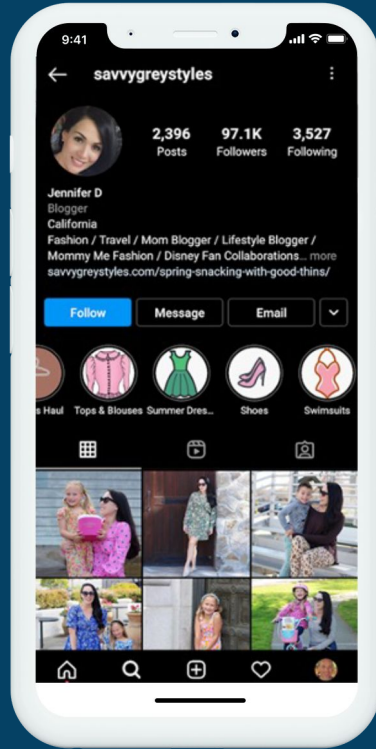 9:41
savvygreystyles
2,396 97.1K 3,527
Posts Followers Following
Jennifer D
Blogger
California
Fashion / Travel / Mom Blogger / Lifestyle Blogger /
Mommy Me Fashion / Disney Fan Collaborations... more
savvygreystyles.com/spring-snacking-with-good-thins/
Follow Message Email
s Haul Tops & Blouses Summer Dres... Shoes Swimsuits